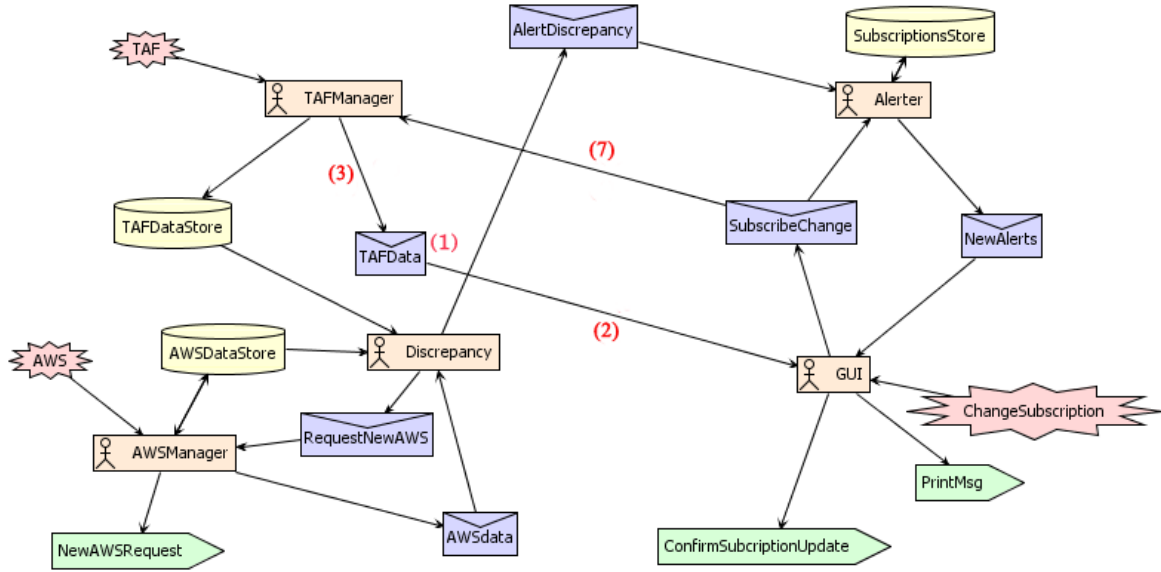 AlertDiscrepancy
SubscriptionsStore
TAF
TAFManager
Alerter
(7)
(3)
TAFDataStore
SubscribeChange
NewAlerts
(1)
TAFData
(2)
AWS
AWSDataStore
Discrepancy
GUI
ChangeSubscription
RequestNewAWS
AWSManager
PrintMsg
AWSdata
NewAWSRequest
ConfirmSubcriptionUpdate